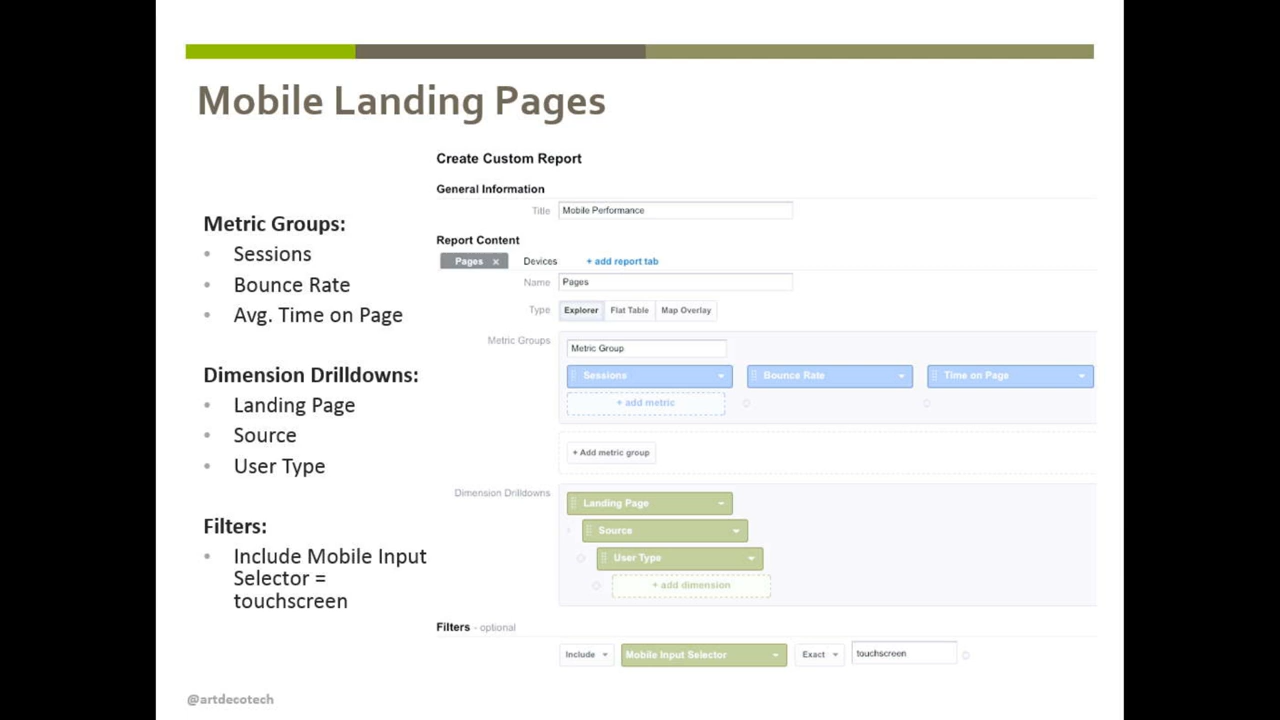 Mobile Landing Pages
Metric Groups:
• Sessions
• Bounce Rate
• Avg. Time on Page
Dimension Drilldowns:
• Landing Page
• Source
• User Type
Filters:
• Include Mobile Input
Selector =
touchscreen
Create Custom Report
General Information
Title Mobile Performance
Report Content
Pages x Devices + add report tab
Name Pages
Type Explorer Flat Table Map Overlay
Metric Groups
Metric Group
Sessions Bounce Rate Time on Page
+ add metric
+ Add metric group
Dimension Drilldowns
Landing Page
Source
User Type
+ add dimension
Filters - optional
Include Mobile Input Selector Exact touchscreen
@artdecotech